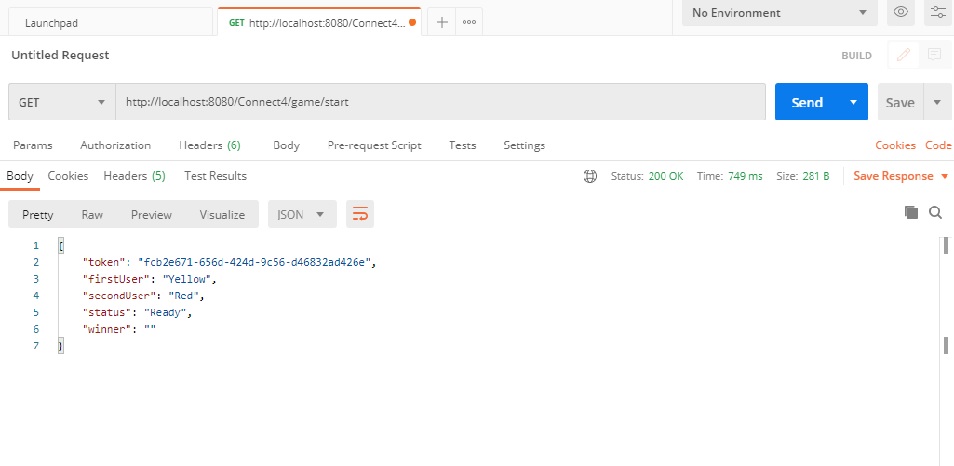 Launchpad
GET http://localhost:8080/Connect4...
No Environment
Untitled Request
BUILD
GET
http://localhost:8080/Connect4/game/start
Send
Save
Params Authorization Headers (6) Body Pre-request Script Tests Settings Cookies Code
Body Cookies Headers (5) Test Results Status: 200 OK Time: 749 ms Size: 281 B Save Response
Pretty Raw Preview Visualize JSON
1 {
2 "token": "fcb2e671-656d-424d-9c56-d46832ad426e",
3 "firstUser": "Yellow",
4 "secondUser": "Red",
5 "status": "Ready",
6 "winner": ""
7 }